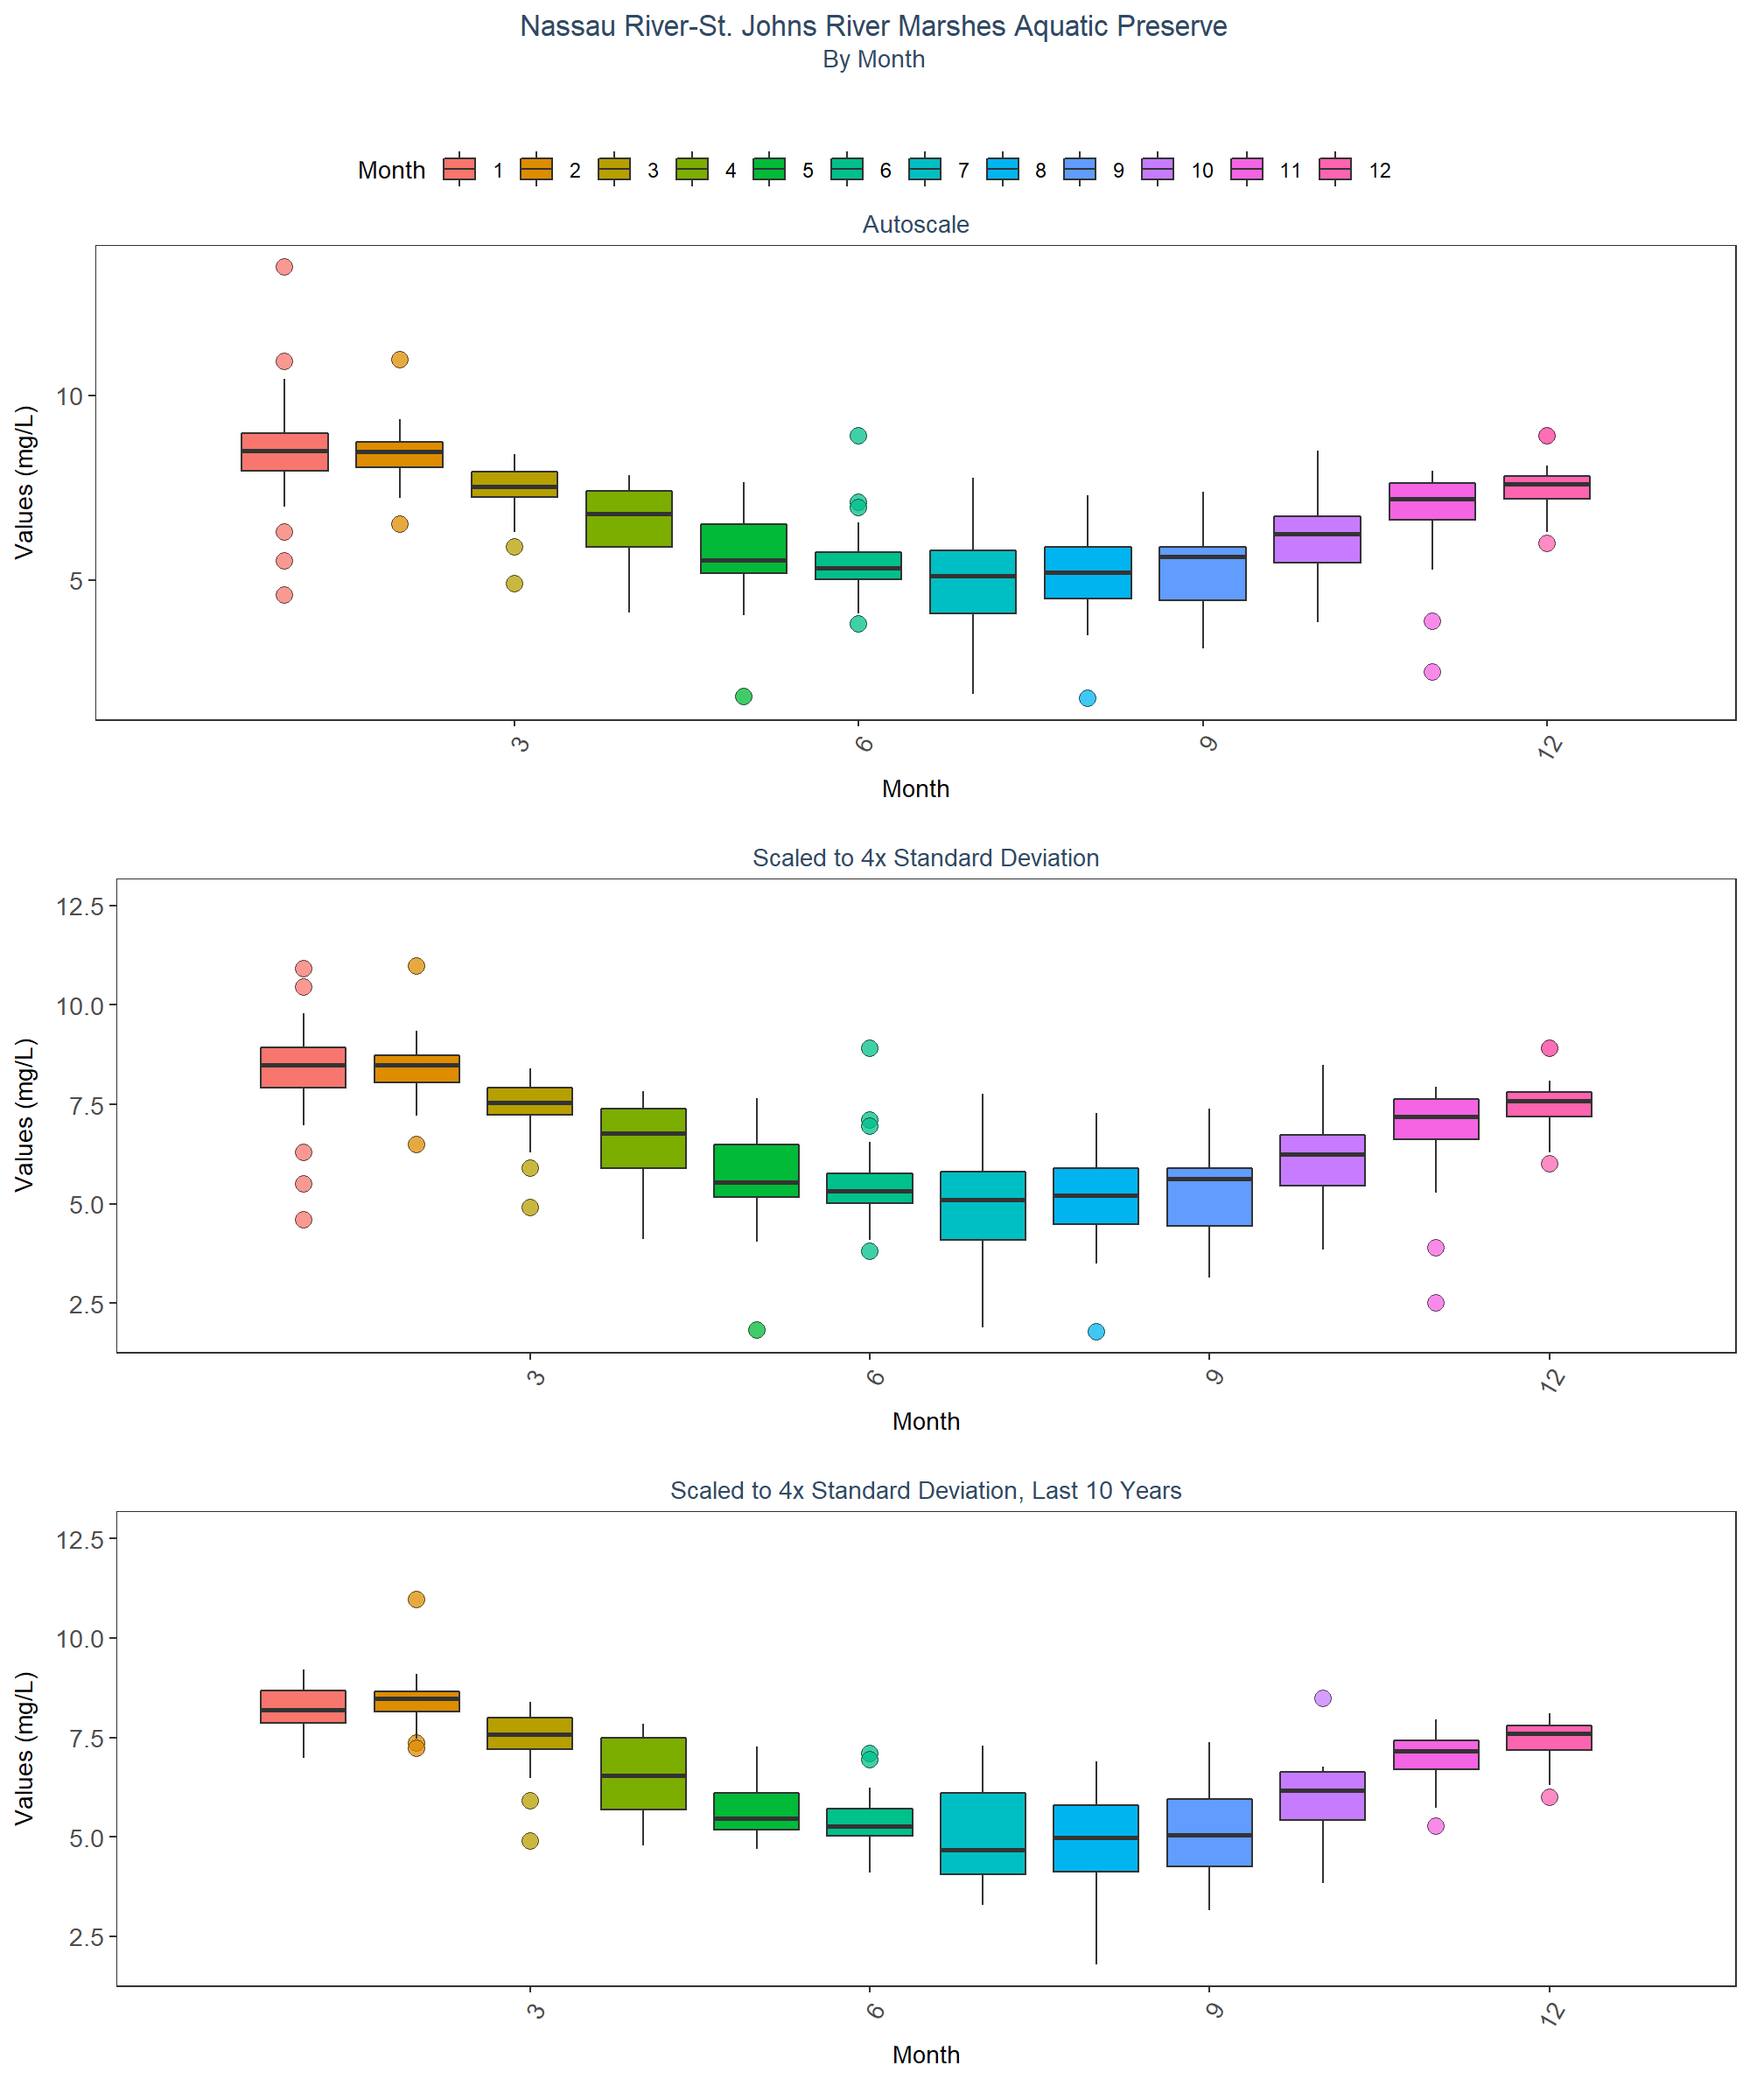 Nassau River-St. Johns River Marshes Aquatic Preserve
By Month
Month 1 2 3 4 5 6 7 8 9 10 11 12
Autoscale
Values (mg/L)
10
5
3 6 9 12
Month
Scaled to 4x Standard Deviation
Values (mg/L)
12.5
10.0
7.5
5.0
2.5
3 6 9 12
Month
Scaled to 4x Standard Deviation, Last 10 Years
Values (mg/L)
12.5
10.0
7.5
5.0
2.5
3 6 9 12
Month